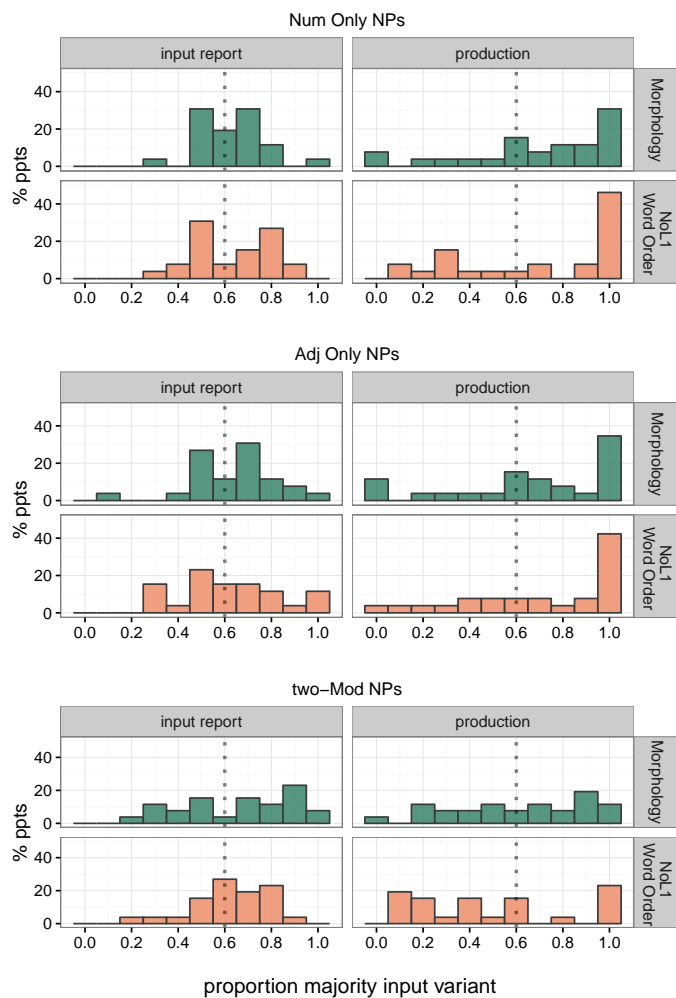 Num Only NPs
input report production
40
20
0
Morphology
40
20
0
NoL1
Word Order
% ppts
0.0 0.2 0.4 0.6 0.8 1.0 0.0 0.2 0.4 0.6 0.8 1.0
Adj Only NPs
input report production
40
20
0
Morphology
40
20
0
NoL1
Word Order
% ppts
0.0 0.2 0.4 0.6 0.8 1.0 0.0 0.2 0.4 0.6 0.8 1.0
two−Mod NPs
input report production
40
20
0
Morphology
40
20
0
NoL1
Word Order
% ppts
0.0 0.2 0.4 0.6 0.8 1.0 0.0 0.2 0.4 0.6 0.8 1.0
proportion majority input variant